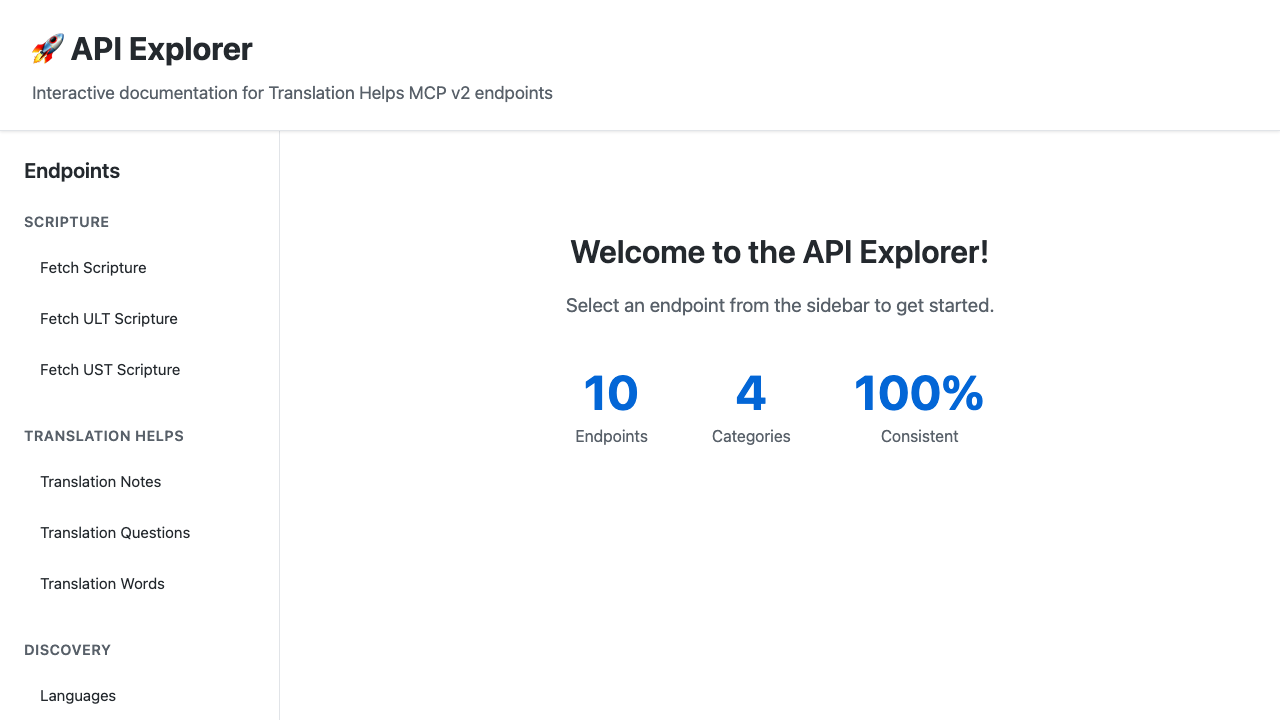 🚀 API Explorer
Interactive documentation for Translation Helps MCP v2 endpoints
Endpoints
SCRIPTURE
Fetch Scripture
Fetch ULT Scripture
Fetch UST Scripture
TRANSLATION HELPS
Translation Notes
Translation Questions
Translation Words
DISCOVERY
Languages
Welcome to the API Explorer!
Select an endpoint from the sidebar to get started.
10
Endpoints
4
Categories
100%
Consistent